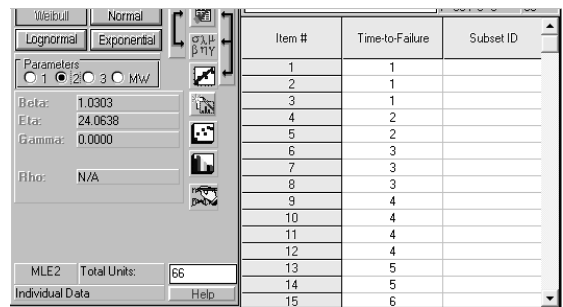 Weibull Normal
Lognormal Exponential
σλμ
βηγ
Parameters
1 2 3 MW
Beta: 1.0303
Eta: 24.0638
Gamma: 0.0000
Rho: N/A
MLE2 Total Units: 66
Individual Data Help
Item # Time-to-Failure Subset ID
1 1
2 1
3 1
4 2
5 2
6 3
7 3
8 3
9 4
10 4
11 4
12 4
13 5
14 5
15 6